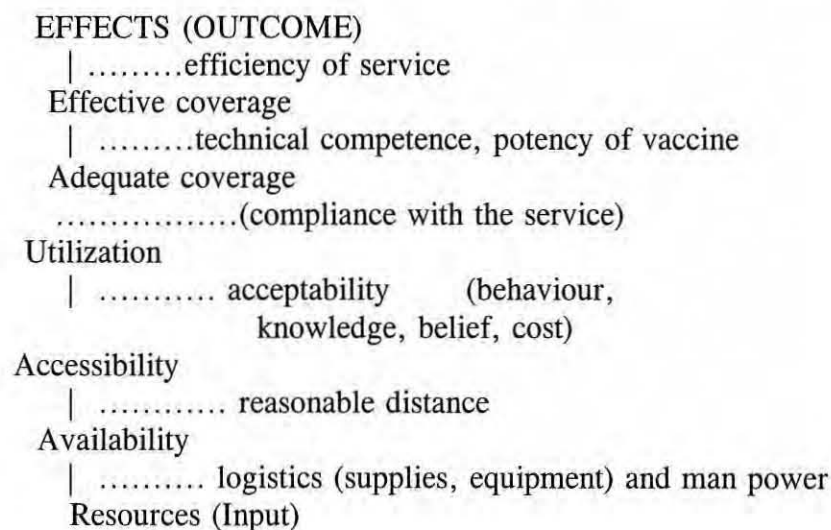 EFFECTS (OUTCOME)
| .........efficiency of service
Effective coverage
| .........technical competence, potency of vaccine
Adequate coverage
.................(compliance with the service)
Utilization
| ........... acceptability (behaviour,
knowledge, belief, cost)
Accessibility
| ............ reasonable distance
Availability
| .......... logistics (supplies, equipment) and man power
Resources (Input)